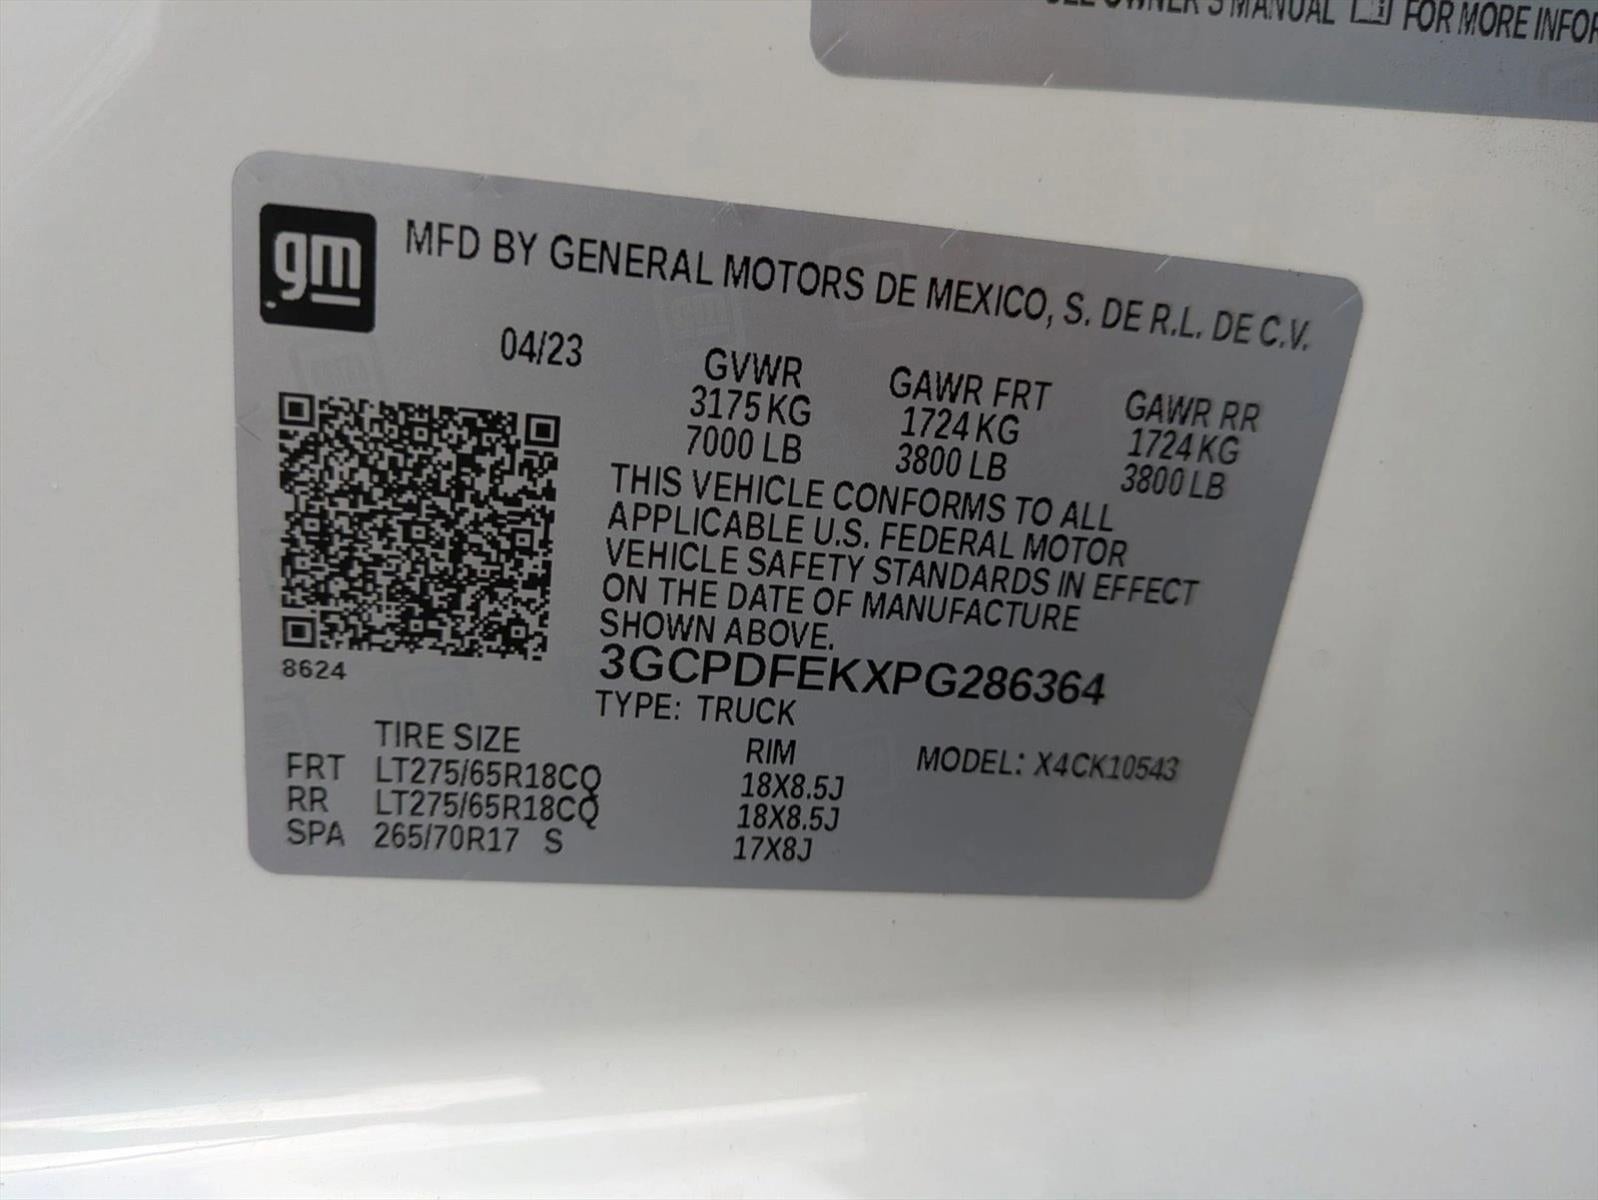 OWNER'S MANUAL FOR MORE
gm
MFD BY GENERAL MOTORS DE MEXICO, S. DE R.L. DE C.V.
04/23
GVWR GAWR FRT GAWR RR
3175 KG 1724 KG 1724 KG
7000 LB 3800 LB 3800 LB
THIS VEHICLE CONFORMS TO ALL
APPLICABLE U.S. FEDERAL MOTOR
VEHICLE SAFETY STANDARDS IN EFFECT
ON THE DATE OF MANUFACTURE
SHOWN ABOVE.
8624
3GCPDFEKXPG286364
TYPE: TRUCK
TIRE SIZE RIM MODEL: X4CK10543
FRT LT275/65R18CQ 18X8.5J
RR LT275/65R18CQ 18X8.5J
SPA 265/70R17 S 17X8J